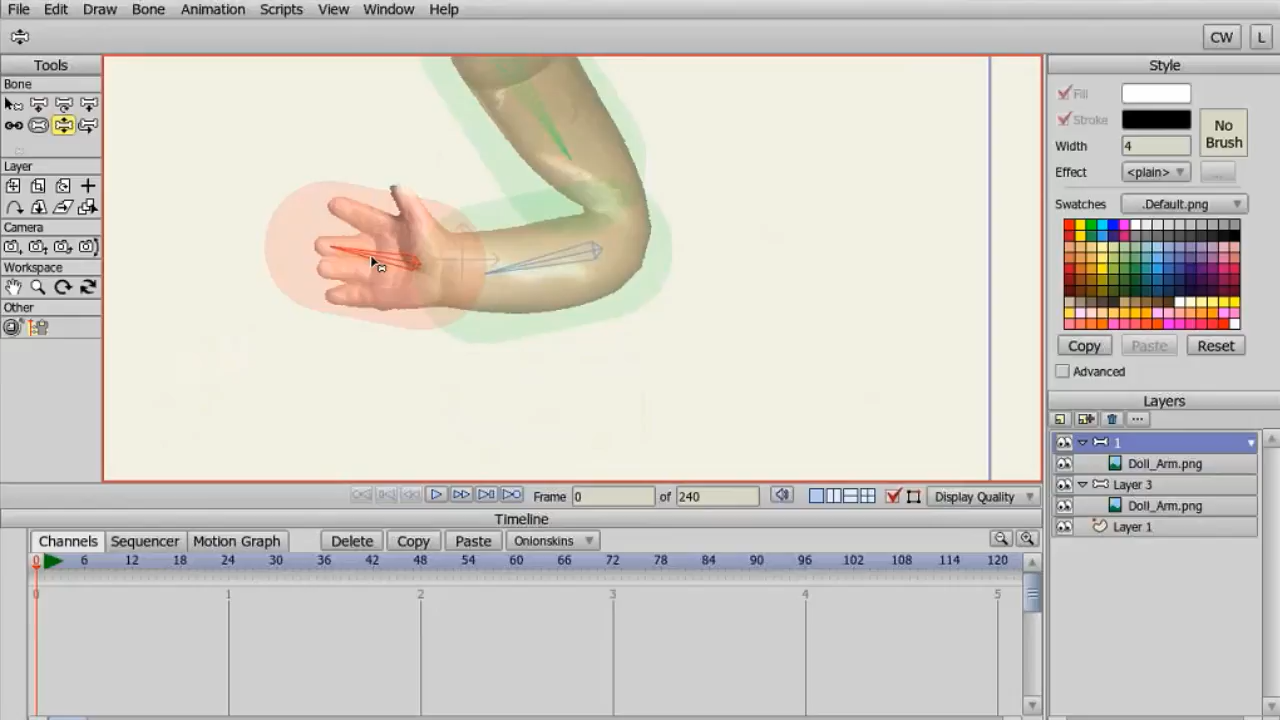 File Edit Draw Bone Animation Scripts View Window Help
CW L
Tools
Bone
Layer
Camera
Workspace
Other
Style
Fill
Stroke
No Brush
Width 4
Effect <plain> ...
Swatches .Default.png
Copy Paste Reset
Advanced
Layers
...
1
Doll_Arm.png
Layer 3
Doll_Arm.png
Layer 1
Frame 0 of 240 Display Quality
Timeline
Channels Sequencer Motion Graph Delete Copy Paste Onionskins
0 6 12 18 24 30 36 42 48 54 60 66 72 78 84 90 96 102 108 114 120
0 1 2 3 4 5